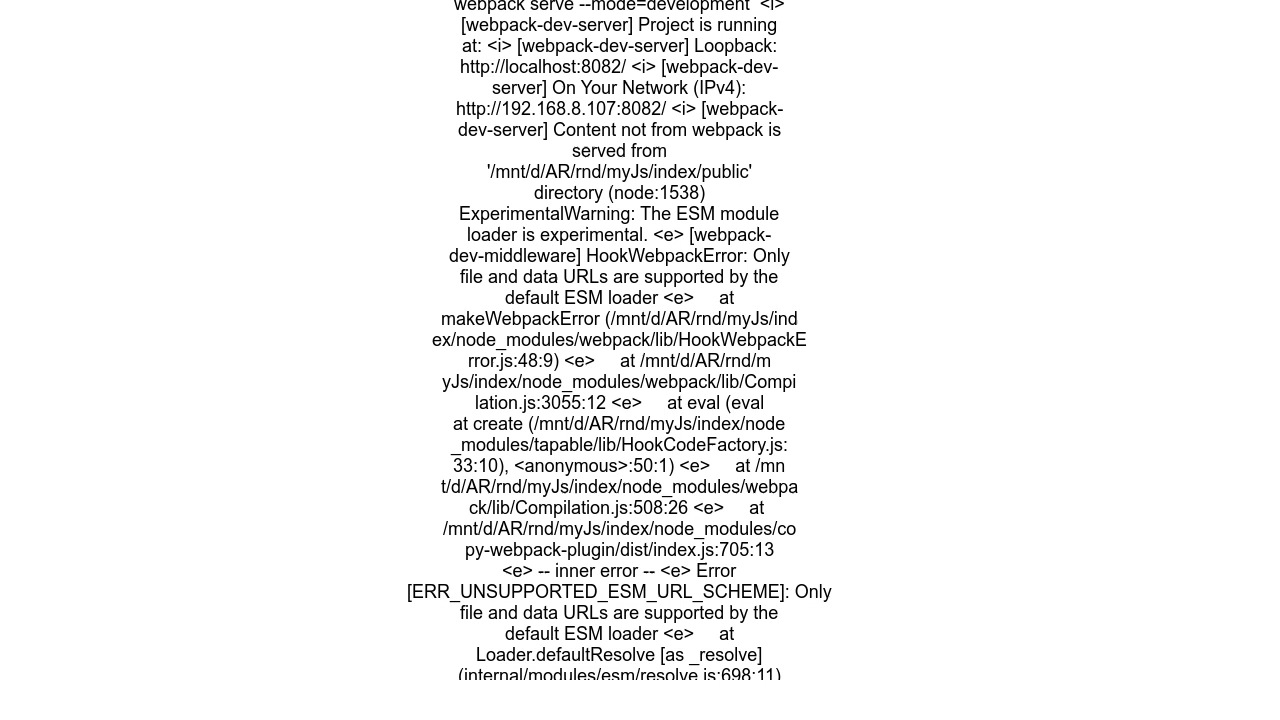 webpack serve --mode=development  <i>
[webpack-dev-server] Project is running
at: <i> [webpack-dev-server] Loopback:
http://localhost:8082/ <i> [webpack-dev-
server] On Your Network (IPv4):
http://192.168.8.107:8082/ <i> [webpack-
dev-server] Content not from webpack is
served from
'/mnt/d/AR/rnd/myJs/index/public'
directory (node:1538)
ExperimentalWarning: The ESM module
loader is experimental. <e> [webpack-
dev-middleware] HookWebpackError: Only
file and data URLs are supported by the
default ESM loader <e>     at
makeWebpackError (/mnt/d/AR/rnd/myJs/ind
ex/node_modules/webpack/lib/HookWebpackE
rror.js:48:9) <e>     at /mnt/d/AR/rnd/m
yJs/index/node_modules/webpack/lib/Compi
lation.js:3055:12 <e>     at eval (eval
at create (/mnt/d/AR/rnd/myJs/index/node
_modules/tapable/lib/HookCodeFactory.js:
33:10), <anonymous>:50:1) <e>     at /mn
t/d/AR/rnd/myJs/index/node_modules/webpa
ck/lib/Compilation.js:508:26 <e>     at
/mnt/d/AR/rnd/myJs/index/node_modules/co
py-webpack-plugin/dist/index.js:705:13
<e> -- inner error -- <e> Error
[ERR_UNSUPPORTED_ESM_URL_SCHEME]: Only
file and data URLs are supported by the
default ESM loader <e>     at
Loader.defaultResolve [as _resolve]
(internal/modules/esm/resolve.js:698:11)